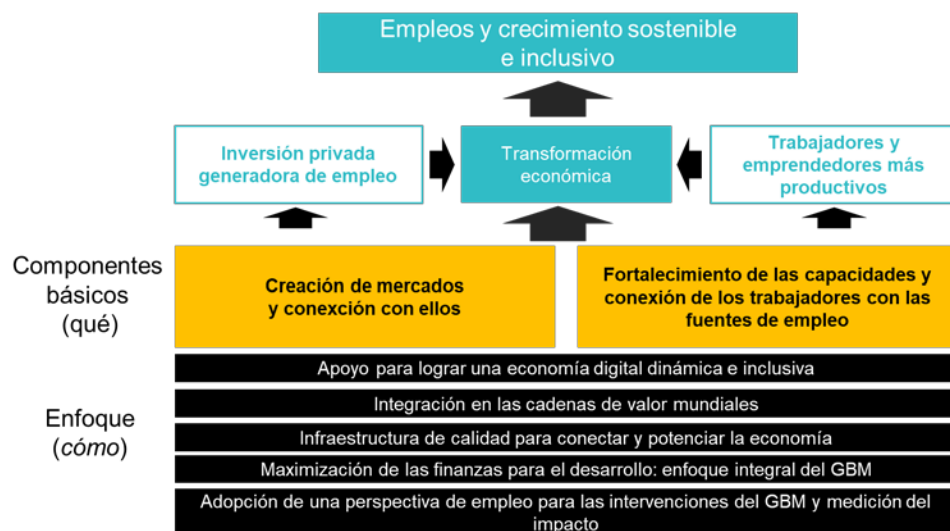 Empleos y crecimiento sostenible
e inclusivo
Inversión privada
generadora de empleo
Transformación
económica
Trabajadores y
emprendedores más
productivos
Componentes
básicos
(qué)
Creación de mercados
y conexción con ellos
Fortalecimiento de las capacidades y
conexión de los trabajadores con las
fuentes de empleo
Enfoque
(cómo)
Apoyo para lograr una economía digital dinámica e inclusiva
Integración en las cadenas de valor mundiales
Infraestructura de calidad para conectar y potenciar la economía
Maximización de las finanzas para el desarrollo: enfoque integral del GBM
Adopción de una perspectiva de empleo para las intervenciones del GBM y medición del
impacto